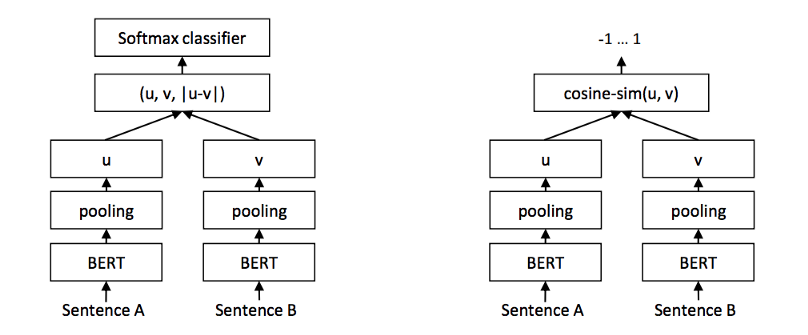 Softmax classifier
(u, v, |u-v|)
u
v
pooling
pooling
BERT
BERT
Sentence A
Sentence B
-1 ... 1
cosine-sim(u, v)
u
v
pooling
pooling
BERT
BERT
Sentence A
Sentence B